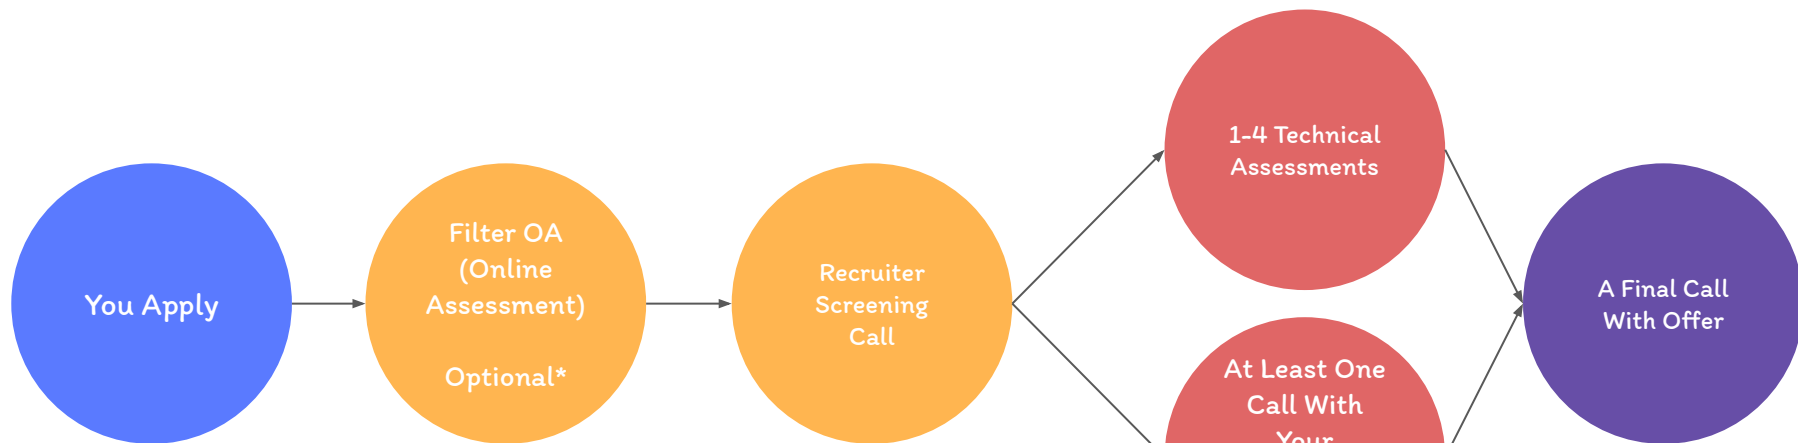 You Apply
Filter OA
(Online
Assessment)
Optional*
Recruiter
Screening
Call
1-4 Technical
Assessments
At Least One
Call With
Your
A Final Call
With Offer